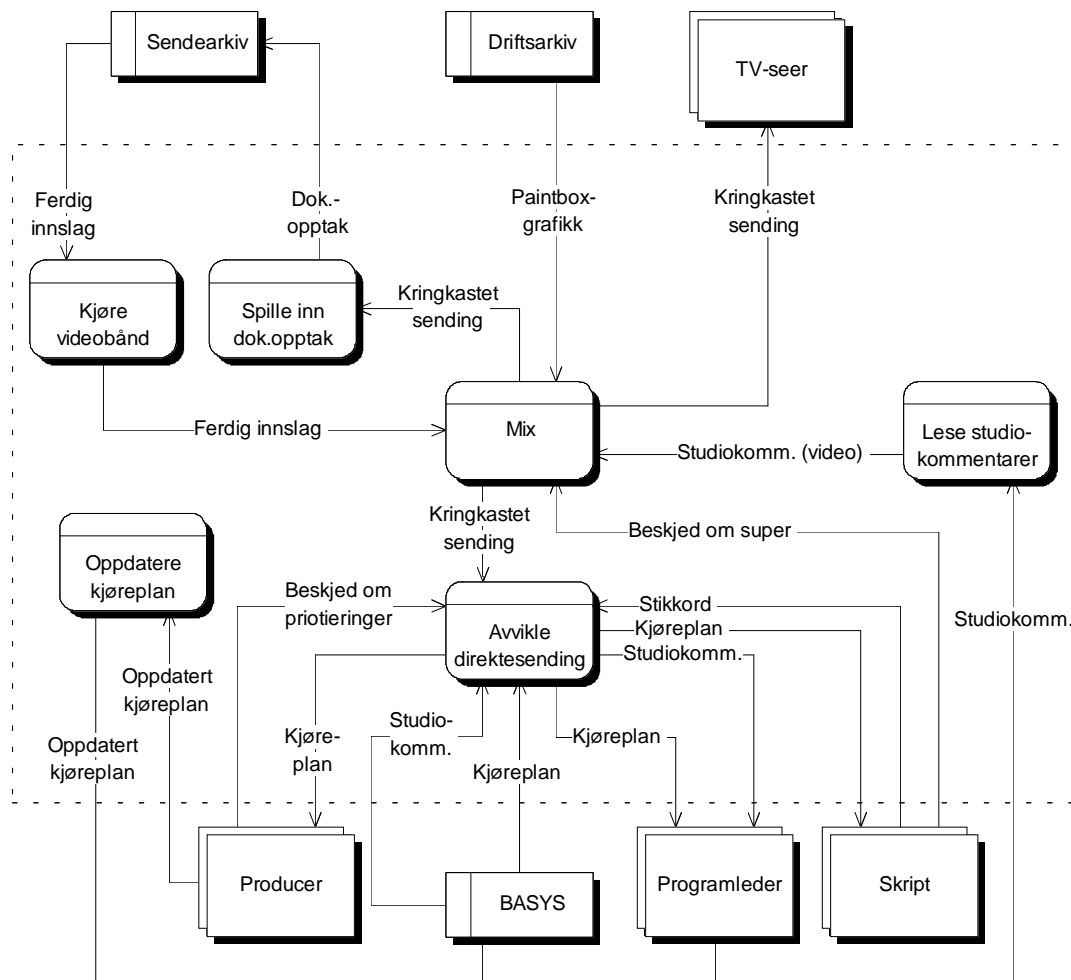 Sendearkiv
Driftsarkiv
TV-seer
Ferdig
innslag
Dok.-
opptak
Paintbox-
grafikk
Kringkastet
sending
Kjøre
videobånd
Spille inn
dok.opptak
Kringkastet
sending
Ferdig innslag
Mix
Studiokomm. (video)
Lese studio-
kommentarer
Kringkastet
sending
Beskjed om super
Oppdatere
kjøreplan
Beskjed om
priotieringer
Avvikle
direktesending
Stikkord
Kjøreplan
Studiokomm.
Studiokomm.
Oppdatert
kjøreplan
Oppdatert
kjøreplan
Kjøre-
plan
Studio-
komm.
Kjøreplan
Kjøreplan
Producer
BASYS
Programleder
Skript